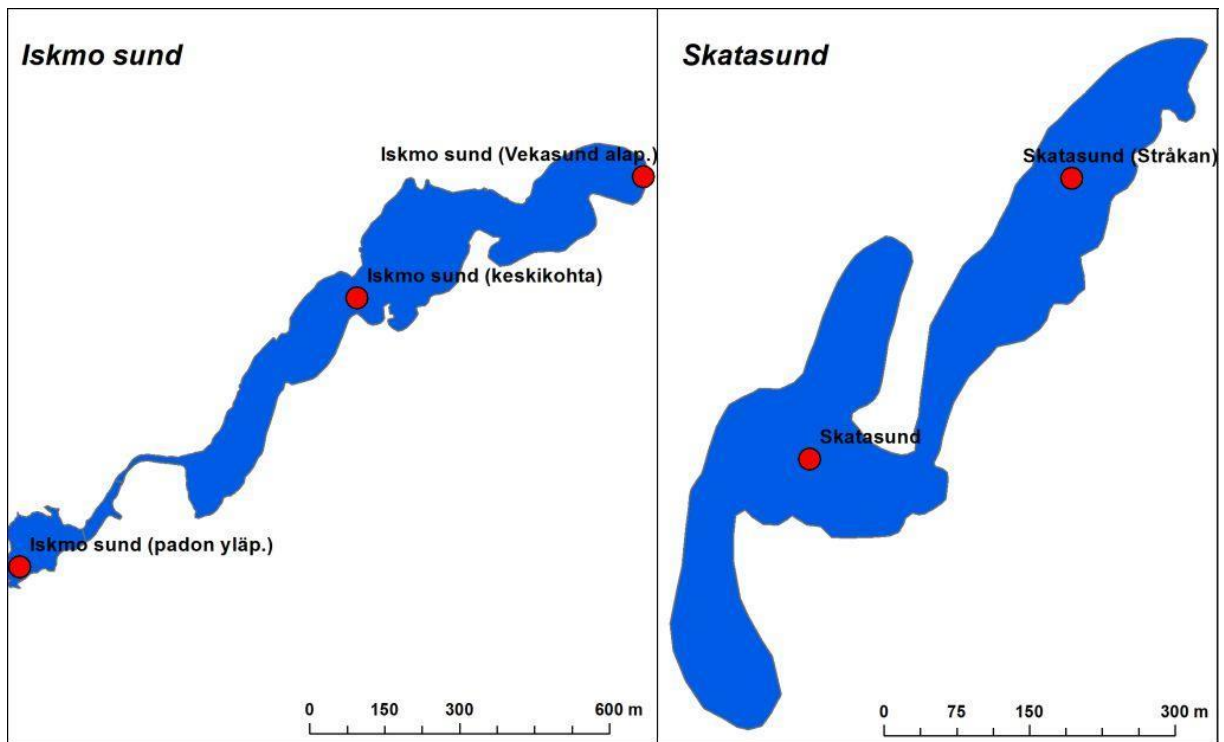 Iskmo sund
Iskmo sund (Vekasund alap.)
Iskmo sund (keskikohta)
Iskmo sund (padon yläp.)
0 150 300 600 m
Skatasund
Skatasund (Stråkan)
Skatasund
0 75 150 300 m